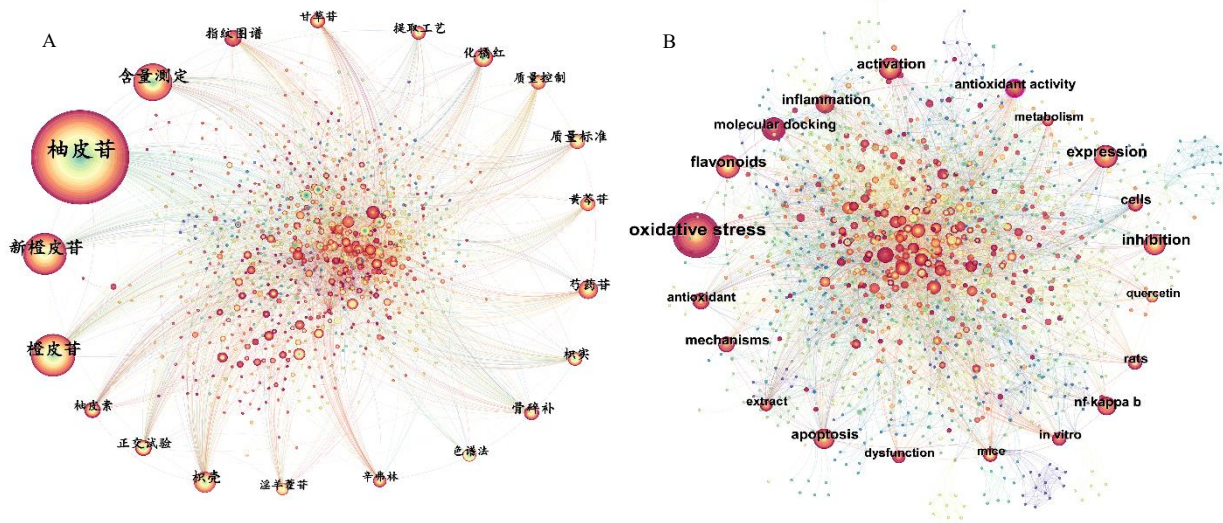 A
指纹图谱
甘草苷
提取工艺
化橘红
含量测定
质量控制
柚皮苷
质量标准
黄芩苷
新橙皮苷
芍药苷
橙皮苷
枳实
柚皮素
骨碎补
正交试验
色谱法
枳壳
淫羊藿苷
辛弗林
B
activation
antioxidant activity
inflammation
metabolism
molecular docking
expression
flavonoids
cells
oxidative stress
inhibition
antioxidant
quercetin
mechanisms
rats
extract
nf kappa b
apoptosis
in vitro
dysfunction
mice